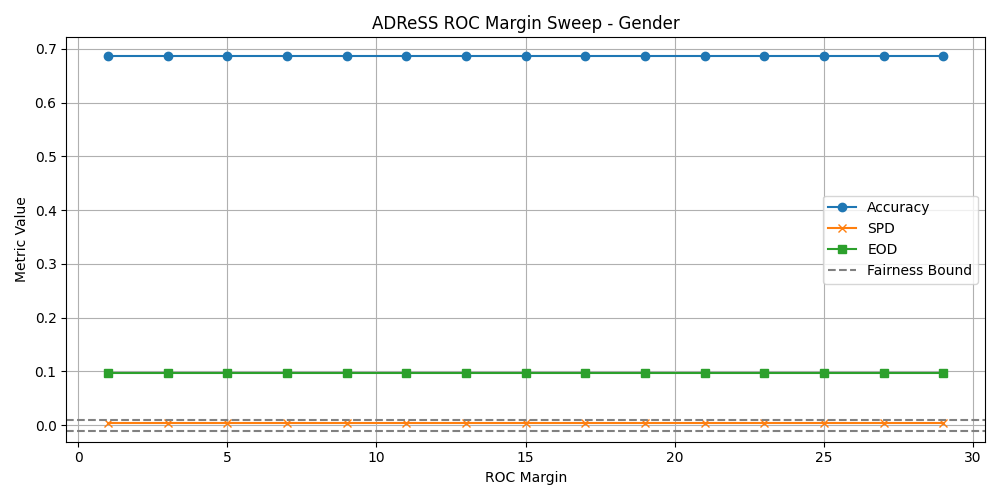 ADReSS ROC Margin Sweep - Gender
Metric Value
0.7
0.6
0.5
0.4
0.3
0.2
0.1
0.0
Accuracy
SPD
EOD
Fairness Bound
0
5
10
15
20
25
30
ROC Margin